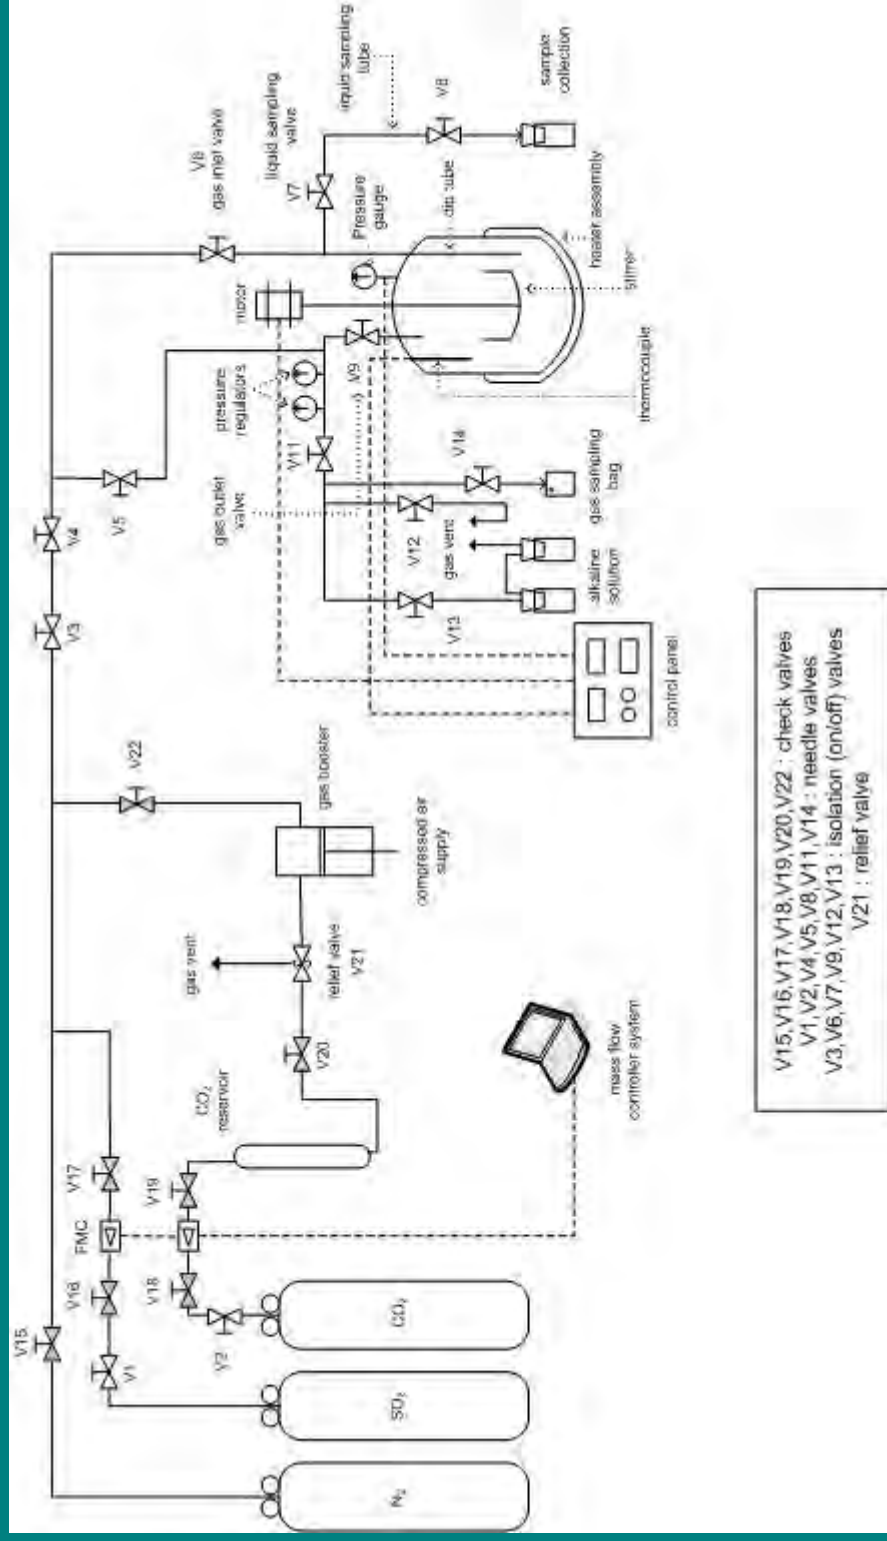 V15
V1
V16
FMC
V17
V2
V18
V19
CO₂
reservoir
V20
gas vent
relief valve
V21
gas booster
compressed air
supply
V22
V3
V4
V5
N₂
SO₂
CO₂
mass flow
controller system
control panel
gas outlet
valve
pressure
regulators
V11
V9
V13
V12
V14
gas vent
alkaline
solution
gas sampling
bag
motor
gas inlet valve
liquid sampling
valve
V7
Pressure
gauge
liquid sampling
tube
V8
sample
collection
dip tube
heater assembly
stirrer
thermocouple
V15,V16,V17,V18,V19,V20,V22 : check valves
V1,V2,V4,V5,V8,V11,V14 : needle valves
V3,V6,V7,V9,V12,V13 : isolation (on/off) valves
V21 : relief valve